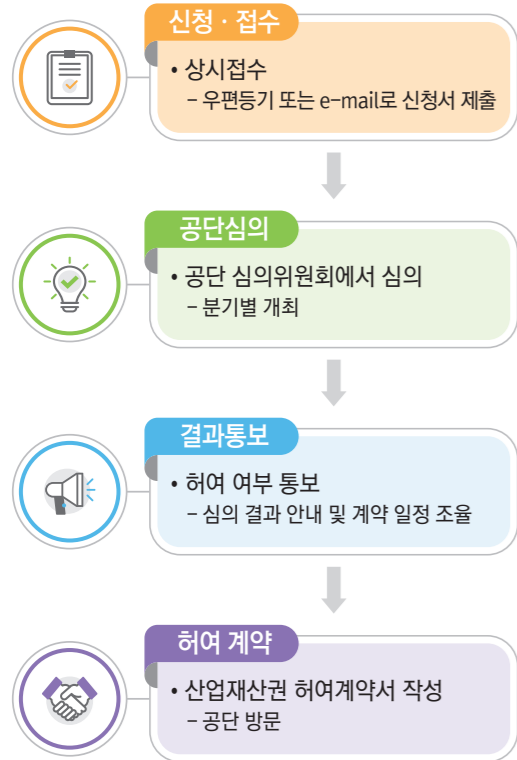 신청 · 접수
• 상시접수
– 우편등기 또는 e-mail로 신청서 제출
공단심의
• 공단 심의위원회에서 심의
– 분기별 개최
결과통보
• 허여 여부 통보
– 심의 결과 안내 및 계약 일정 조율
허여 계약
• 산업재산권 허여계약서 작성
– 공단 방문